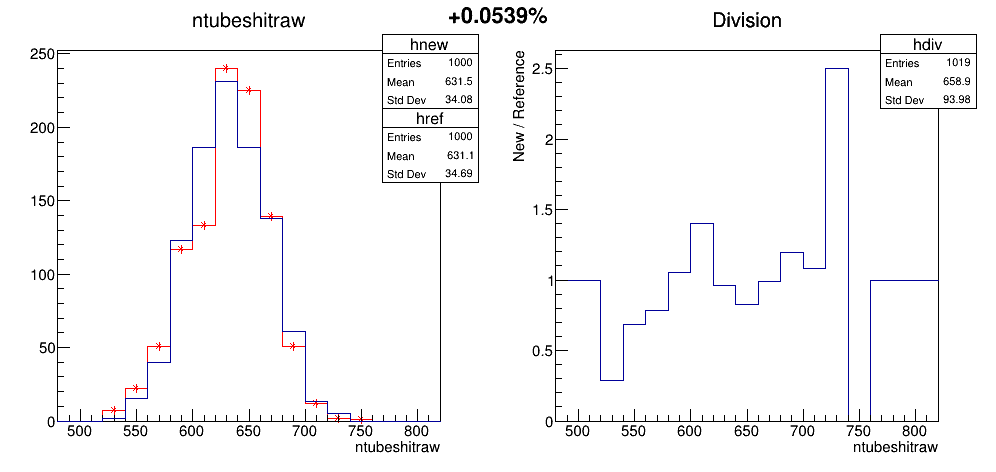 +0.0539%
ntubeshitraw
hnew
Entries 1000
Mean 631.5
Std Dev 34.08
href
Entries 1000
Mean 631.1
Std Dev 34.69
250
200
150
100
50
0
500 550 600 650 700 750 800
ntubeshitraw
Division
hdiv
Entries 1019
Mean 658.9
Std Dev 93.98
New / Reference
2.5
2
1.5
1
0.5
0
500 550 600 650 700 750 800
ntubeshitraw